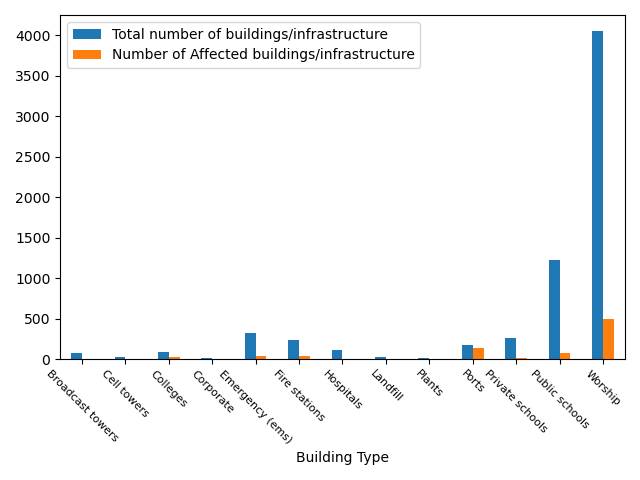 Total number of buildings/infrastructure
Number of Affected buildings/infrastructure
4000
3500
3000
2500
2000
1500
1000
500
0
Broadcast towers
Cell towers
Colleges
Corporate
Emergency (ems)
Fire stations
Hospitals
Landfill
Plants
Ports
Private schools
Public schools
Worship
Building Type